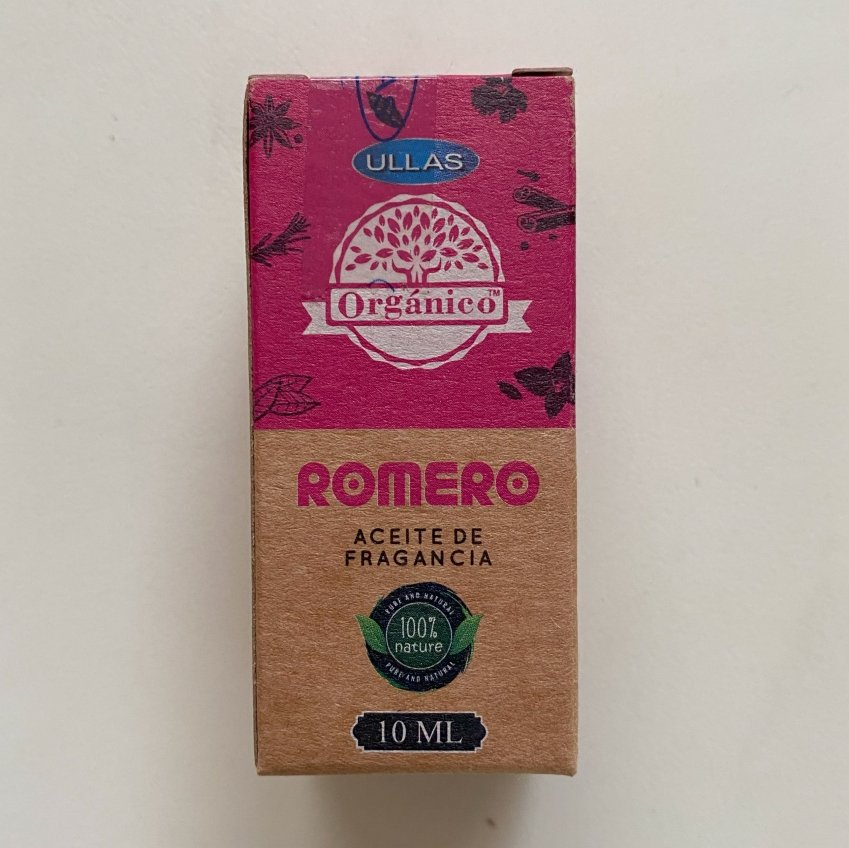 ULLAS
Orgánico™
ROMERO
ACEITE DE
FRAGANCIA
PURE AND NATURAL
100%
nature
PURE AND NATURAL
10 ML